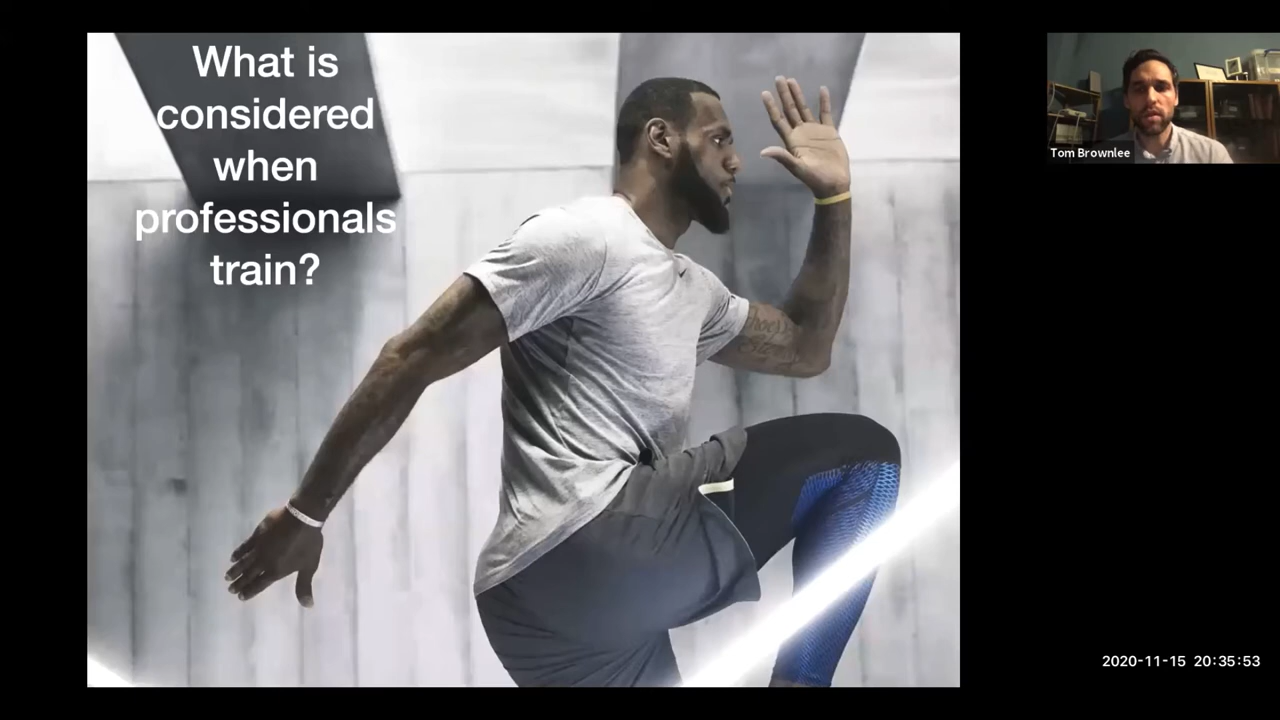 What is
considered
when
professionals
train?
Tom Brownlee
2020-11-15 20:35:53